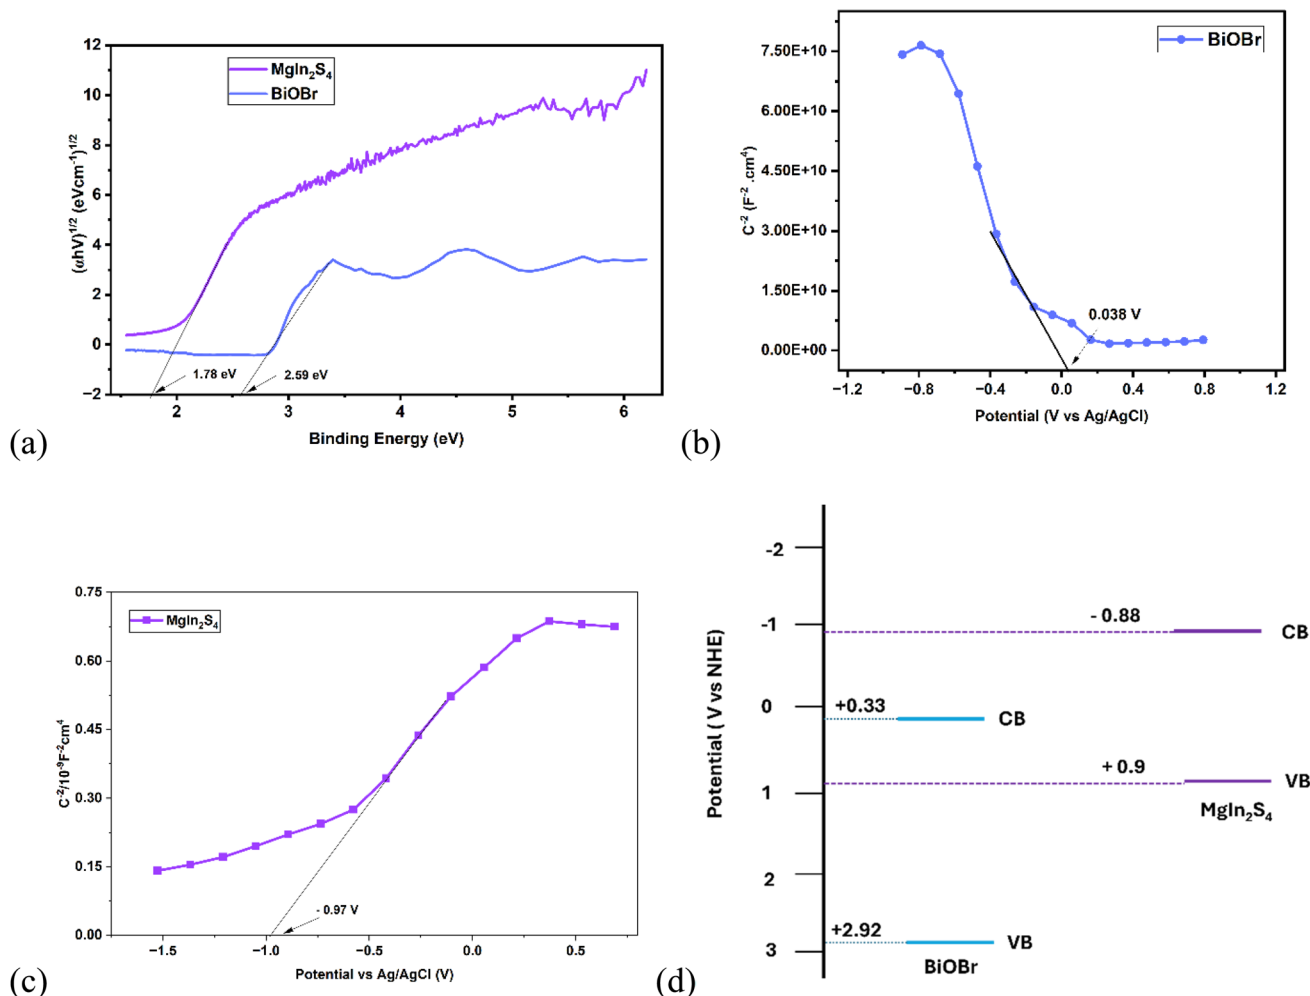 12
10
8
6
4
2
0
−2
(αhV)^1/2 (eVcm⁻¹)^1/2
MgIn₂S₄
BiOBr
1.78 eV
2.59 eV
2 3 4 5 6
Binding Energy (eV)
(a)
7.50E+10
6.00E+10
4.50E+10
3.00E+10
1.50E+10
0.00E+10
C⁻² (F⁻² .cm⁴)
BiOBr
0.038 V
−1.2 −0.8 −0.4 0.0 0.4 0.8 1.2
Potential (V vs Ag/AgCl)
(b)
0.75
0.60
0.45
0.30
0.15
0.00
C⁻²/10⁻⁹F⁻²cm⁴
MgIn₂S₄
- 0.97 V
−1.5 −1.0 −0.5 0.0 0.5
Potential vs Ag/AgCl (V)
(c)
Potential ( V vs NHE)
-2
-1
0
1
2
3
- 0.88
CB
+0.33
CB
+ 0.9
VB
MgIn₂S₄
+2.92
VB
BiOBr
(d)